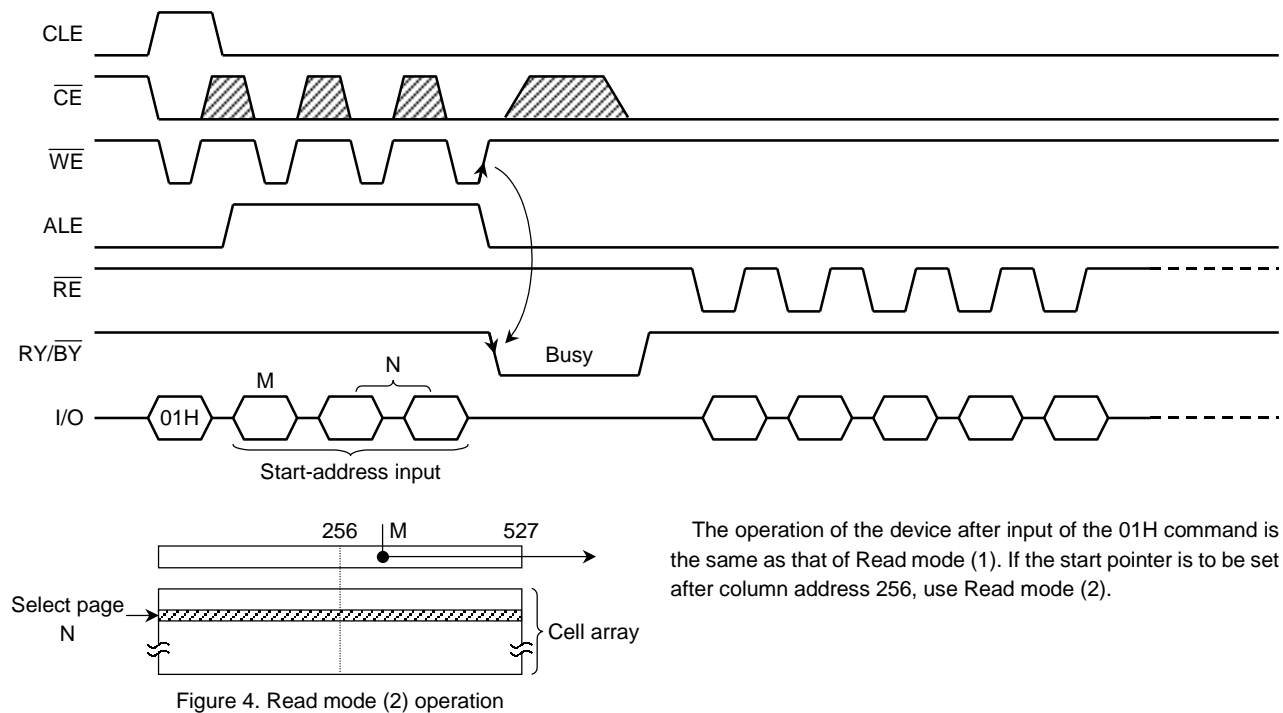 CLE
CE
WE
ALE
RE
RY/BY
Busy
M
N
I/O
01H
Start-address input
256
M
527
Select page
N
Cell array
Figure 4. Read mode (2) operation
The operation of the device after input of the 01H command is
the same as that of Read mode (1). If the start pointer is to be set
after column address 256, use Read mode (2).